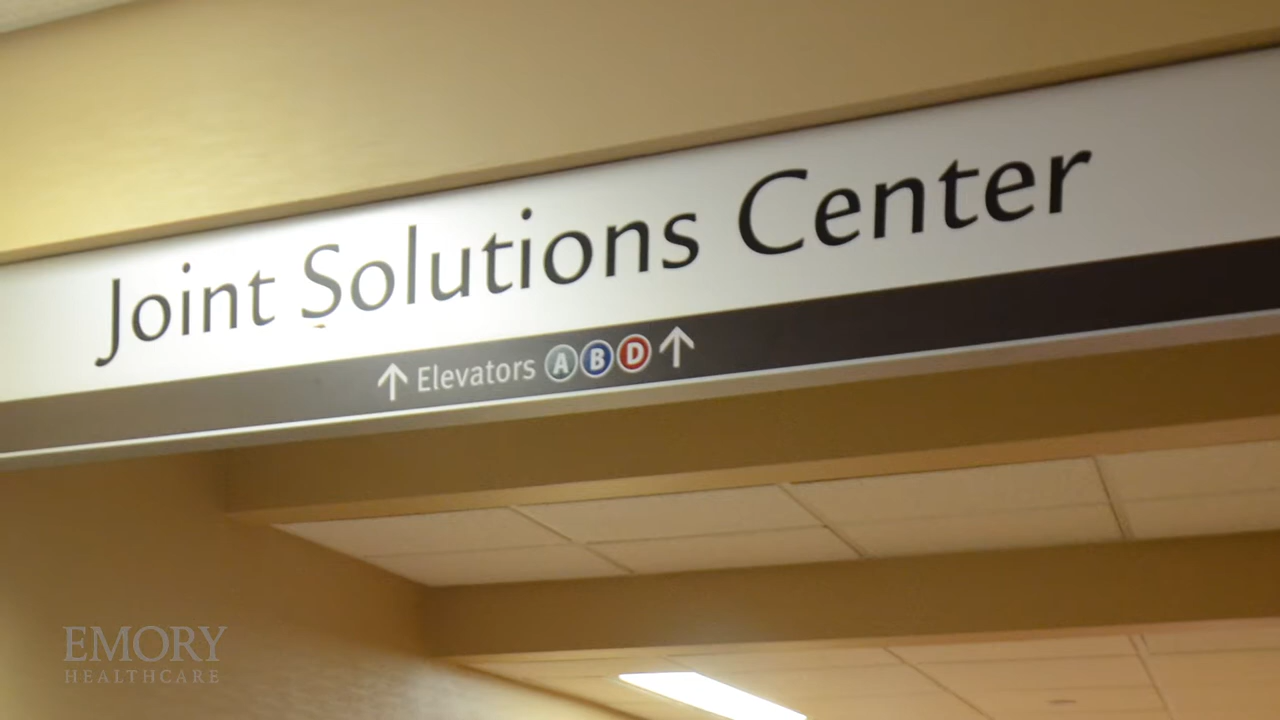 Joint Solutions Center
↑ Elevators A B D ↑
EMORY
HEALTHCARE